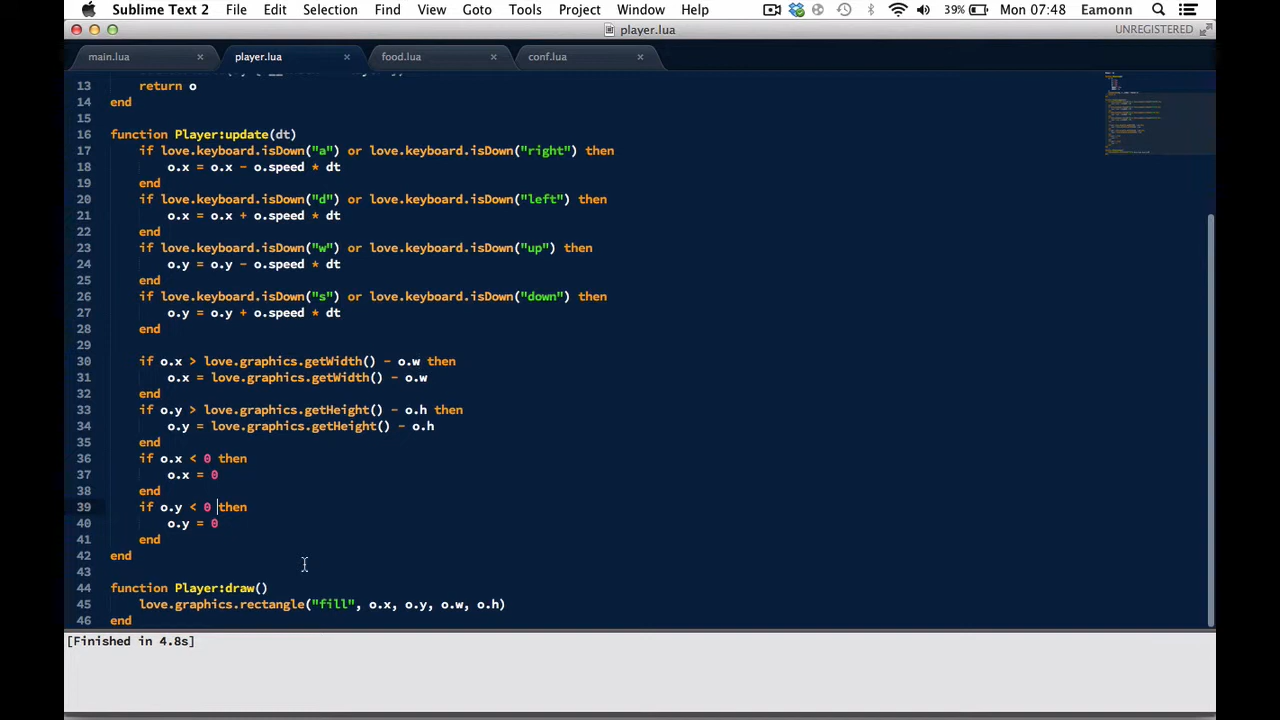 Sublime Text 2 File Edit Selection Find View Goto Tools Project Window Help 39% Mon 07:48 Eamonn
player.lua UNREGISTERED
main.lua × player.lua × food.lua × conf.lua ×
13 return o
14 end
15
16 function Player:update(dt)
17 if love.keyboard.isDown("a") or love.keyboard.isDown("right") then
18 o.x = o.x - o.speed * dt
19 end
20 if love.keyboard.isDown("d") or love.keyboard.isDown("left") then
21 o.x = o.x + o.speed * dt
22 end
23 if love.keyboard.isDown("w") or love.keyboard.isDown("up") then
24 o.y = o.y - o.speed * dt
25 end
26 if love.keyboard.isDown("s") or love.keyboard.isDown("down") then
27 o.y = o.y + o.speed * dt
28 end
29
30 if o.x > love.graphics.getWidth() - o.w then
31 o.x = love.graphics.getWidth() - o.w
32 end
33 if o.y > love.graphics.getHeight() - o.h then
34 o.y = love.graphics.getHeight() - o.h
35 end
36 if o.x < 0 then
37 o.x = 0
38 end
39 if o.y < 0 then
40 o.y = 0
41 end
42 end
43
44 function Player:draw()
45 love.graphics.rectangle("fill", o.x, o.y, o.w, o.h)
46 end
[Finished in 4.8s]